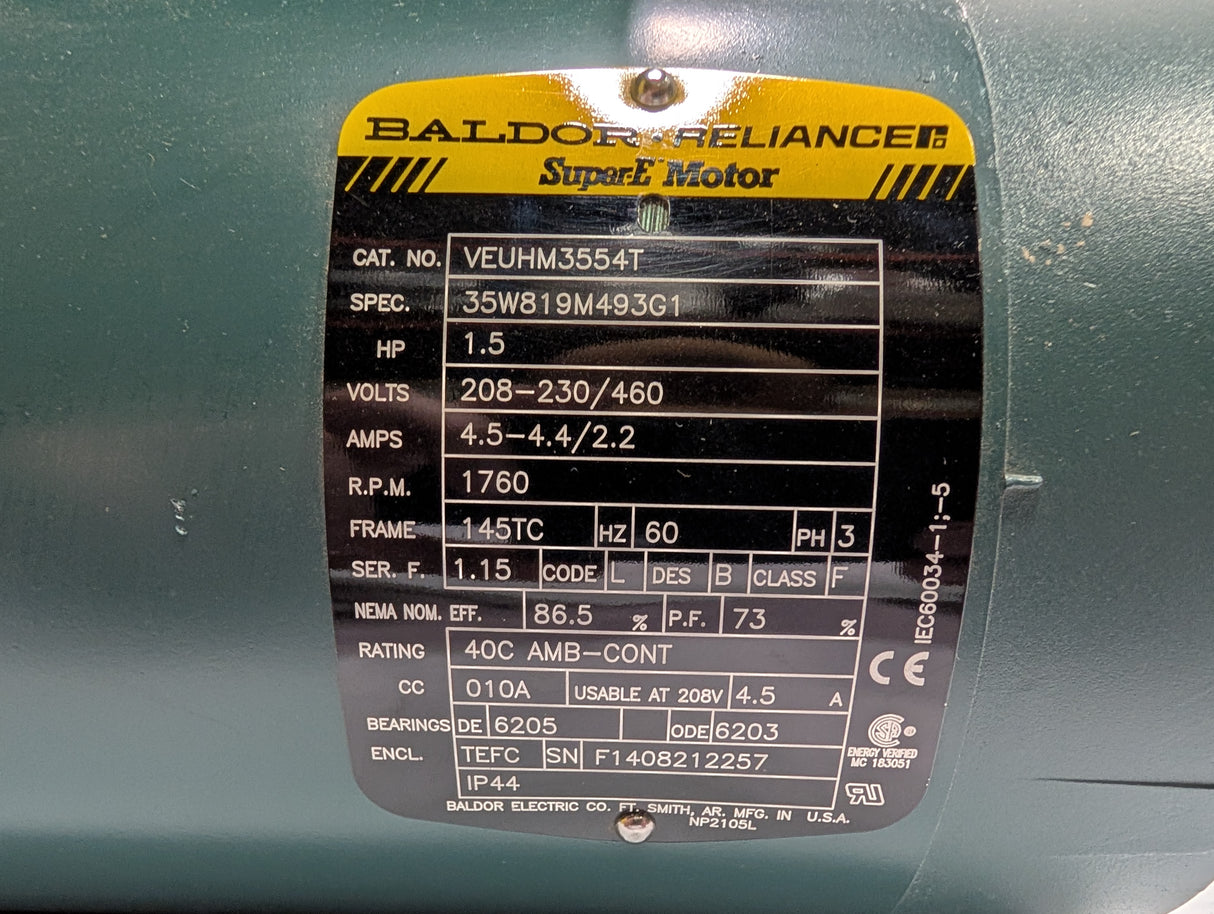 BALDOR · RELIANCE
Super-E™ Motor
CAT. NO. VEUHM3554T
SPEC. 35W819M493G1
HP 1.5
VOLTS 208-230/460
AMPS 4.5-4.4/2.2
R.P.M. 1760
FRAME 145TC HZ 60 PH 3
SER. F. 1.15 CODE L DES B CLASS F
NEMA NOM. EFF. 86.5 % P.F. 73 %
RATING 40C AMB-CONT
CC 010A USABLE AT 208V 4.5 A
BEARINGS DE 6205 ODE 6203
ENCL. TEFC SN F1408212257
IP44
BALDOR ELECTRIC CO. FT. SMITH, AR. MFG. IN U.S.A.
NP2105L
IEC60034-1;-5
CE
SP ®
ENERGY VERIFIED
MC 183051
RU